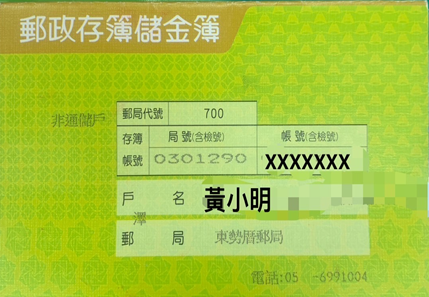 郵政存簿儲金簿
非通儲戶
郵局代號 700
存簿 局號(含檢號) 帳號(含檢號)
帳號 0301290 XXXXXXX
戶名 黃小明
澤
郵局 東勢厝郵局
電話:05 -6991004